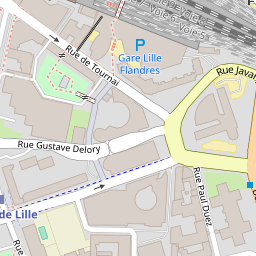 Voie 6
Voie 5
P
Rue de Tournai
Gare Lille
Flandres
Rue Javar
Rue Gustave Delory
Rue Paul Duez
de Lille